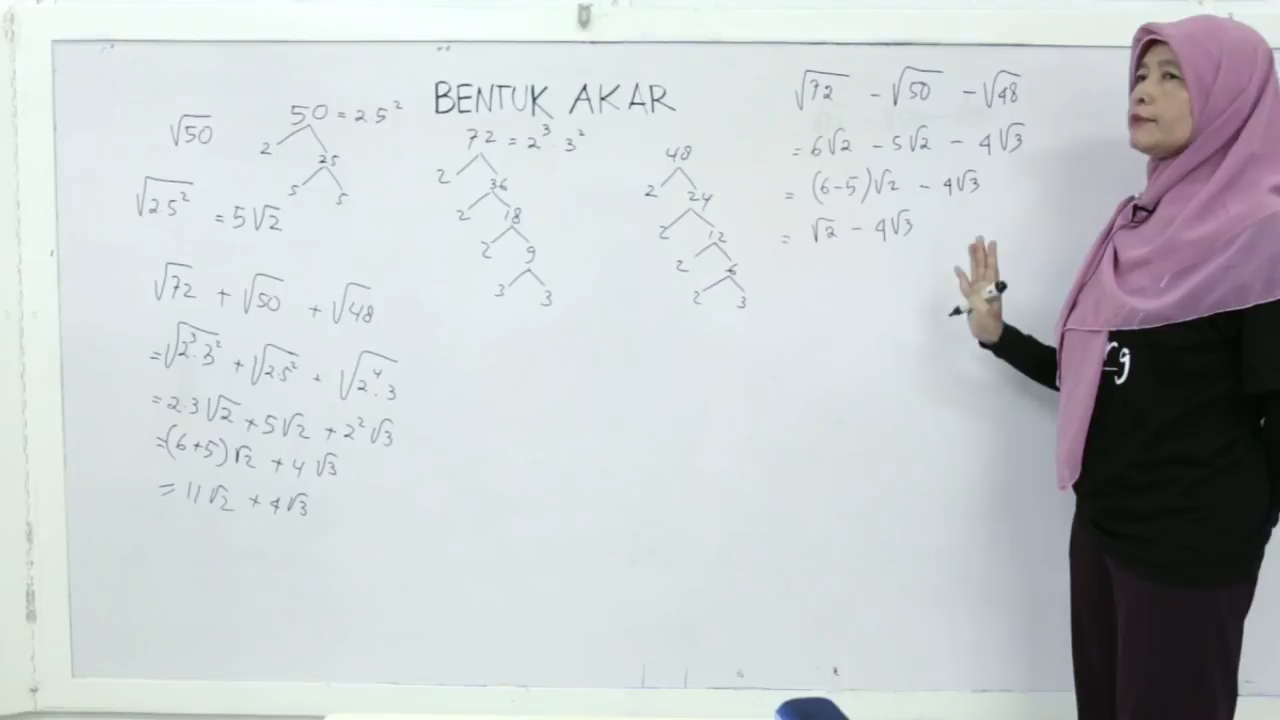 BENTUK AKAR
√50
50 = 2 5²
2 25
5 5
√(2 5²) = 5√2
√72 + √50 + √48
= √(2³·3²) + √(2 5²) + √(2⁴·3)
= 2·3√2 + 5√2 + 2²√3
= (6+5)√2 + 4√3
= 11√2 + 4√3
72 = 2³·3²
2 36
2 18
2 9
3 3
48
2 24
2 12
2 6
2 3
√72 - √50 - √48
= 6√2 - 5√2 - 4√3
= (6-5)√2 - 4√3
= √2 - 4√3